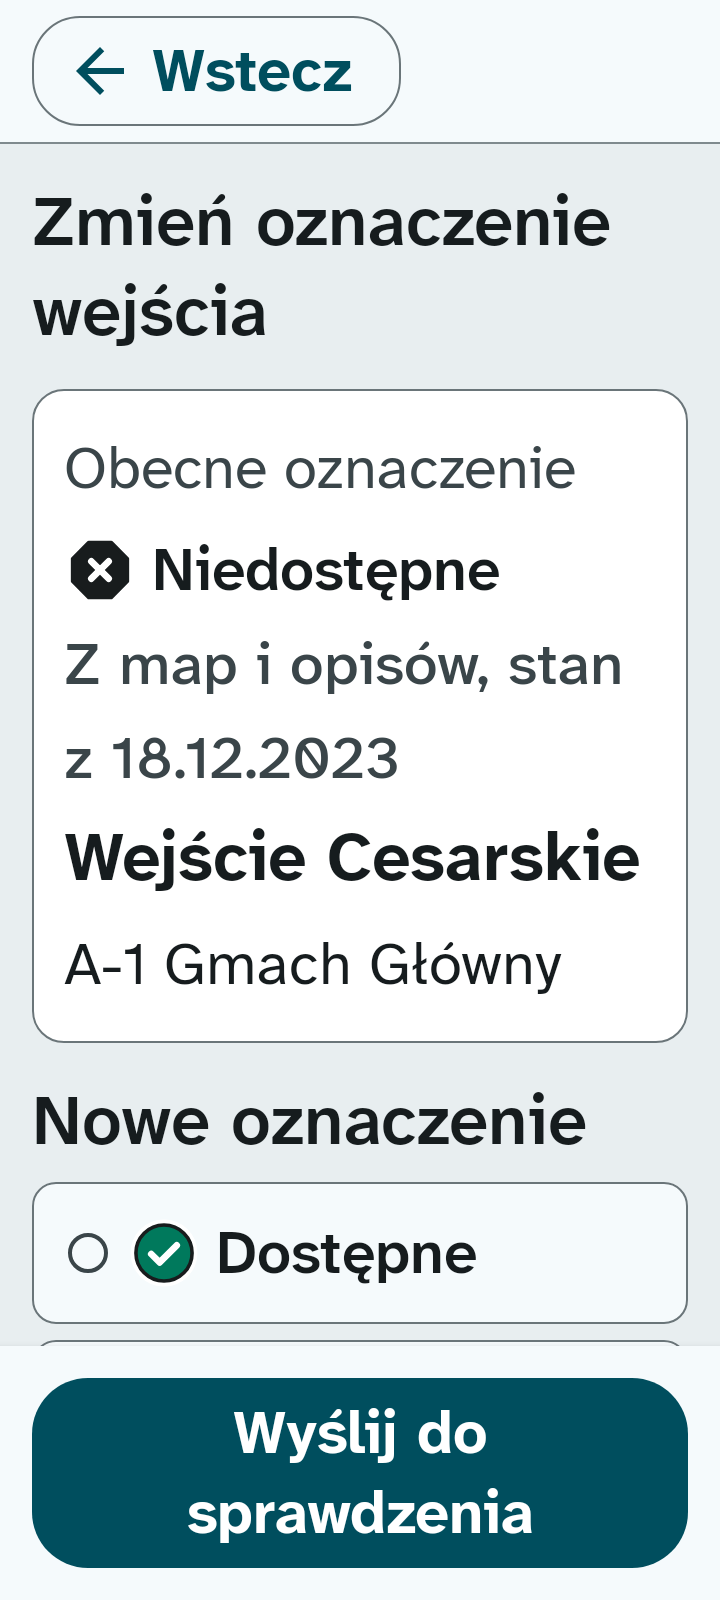 Wstecz
Zmień oznaczenie
wejścia
Obecne oznaczenie
Niedostępne
Z map i opisów, stan
z 18.12.2023
Wejście Cesarskie
A-1 Gmach Główny
Nowe oznaczenie
Dostępne
Wyślij do
sprawdzenia